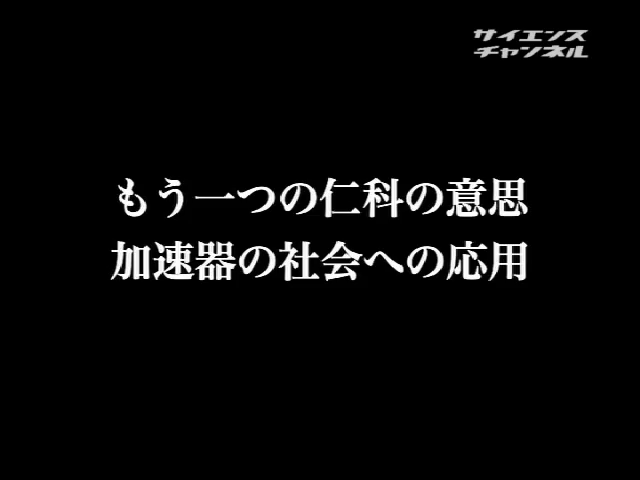 サイエンス
チャンネル
もう一つの仁科の意思
加速器の社会への応用